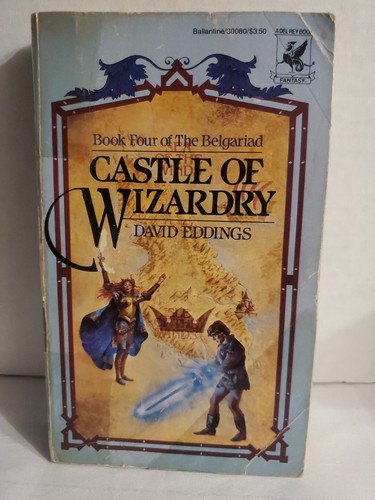 Ballantine/30080/$3.50
A DEL REY BOOK
FANTASY
Book Four of The Belgariad
CASTLE OF
WIZARDRY
DAVID EDDINGS